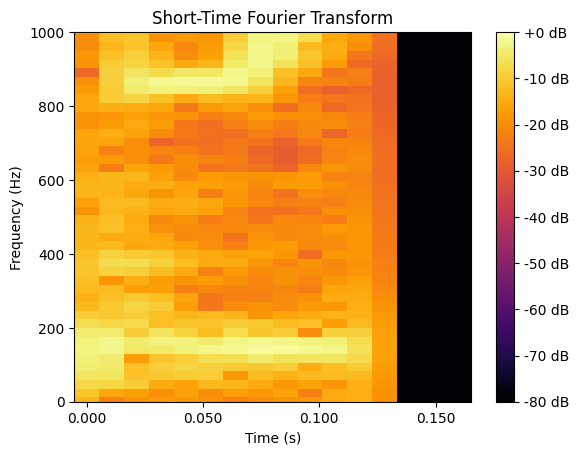 Short-Time Fourier Transform
1000
800
600
400
200
0
Frequency (Hz)
0.000
0.050
0.100
0.150
Time (s)
+0 dB
-10 dB
-20 dB
-30 dB
-40 dB
-50 dB
-60 dB
-70 dB
-80 dB